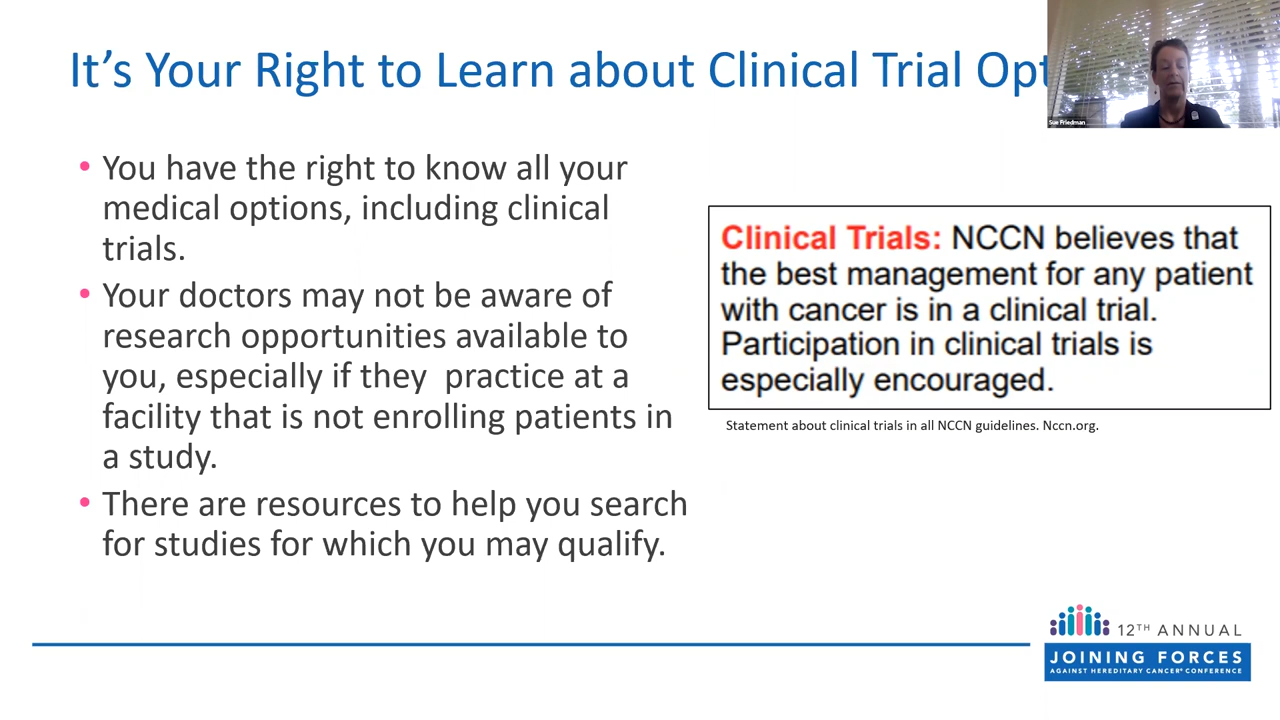 It's Your Right to Learn about Clinical Trial Opt
Sue Friedman
• You have the right to know all your
medical options, including clinical
trials.
• Your doctors may not be aware of
research opportunities available to
you, especially if they  practice at a
facility that is not enrolling patients in
a study.
• There are resources to help you search
for studies for which you may qualify.
Clinical Trials: NCCN believes that
the best management for any patient
with cancer is in a clinical trial.
Participation in clinical trials is
especially encouraged.
Statement about clinical trials in all NCCN guidelines. Nccn.org.
12TH ANNUAL
JOINING FORCES
AGAINST HEREDITARY CANCER® CONFERENCE